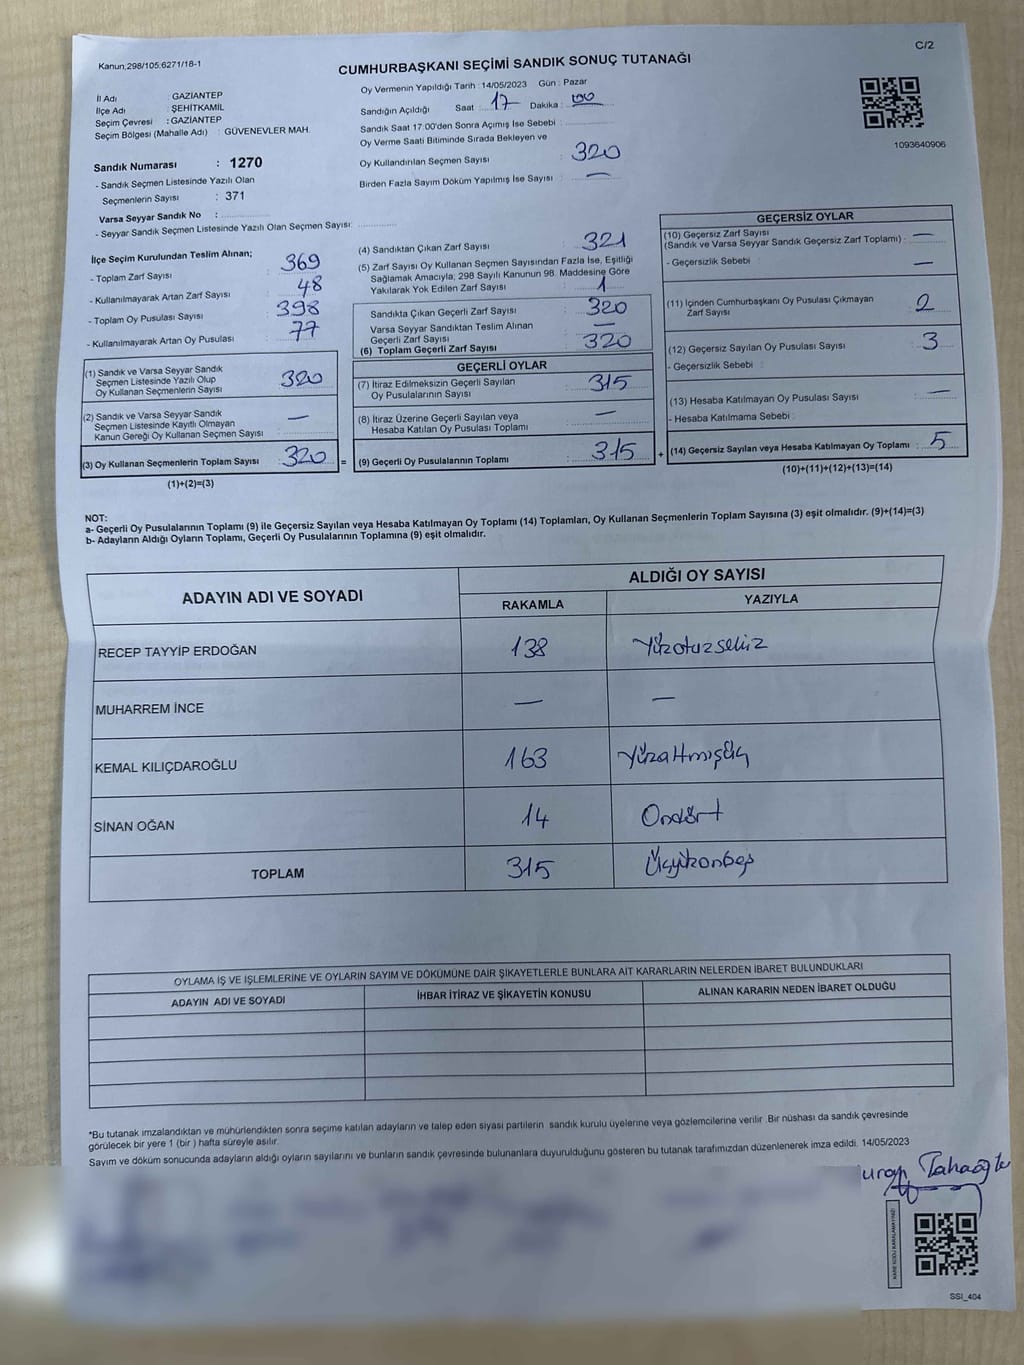 Kanun,298/105.6271/18-1
C/2
CUMHURBAŞKANI SEÇİMİ SANDIK SONUÇ TUTANAĞI
İl Adı : GAZİANTEP
İlçe Adı : ŞEHİTKAMİL
Seçim Çevresi : GAZİANTEP
Seçim Bölgesi (Mahalle Adı) : GÜVENEVLER MAH.
Sandık Numarası : 1270
- Sandık Seçmen Listesinde Yazılı Olan
Seçmenlerin Sayısı : 371
Varsa Seyyar Sandık No :
- Seyyar Sandık Seçmen Listesinde Yazılı Olan Seçmen Sayısı:
Oy Vermenin Yapıldığı Tarih : 14/05/2023 Gün : Pazar
Sandığın Açıldığı Saat : 17 Dakika : 00
Sandık Saat 17:00'den Sonra Açılmış İse Sebebi :
Oy Verme Saati Bitiminde Sırada Bekleyen ve
Oy Kullandırılan Seçmen Sayısı : 320
Birden Fazla Sayım Döküm Yapılmış İse Sayısı : —
1093640906
İlçe Seçim Kurulundan Teslim Alınan;
- Toplam Zarf Sayısı : 369
- Kullanılmayarak Artan Zarf Sayısı : 48
- Toplam Oy Pusulası Sayısı : 398
- Kullanılmayarak Artan Oy Pusulası : 77
(1) Sandık ve Varsa Seyyar Sandık
Seçmen Listesinde Yazılı Olup
Oy Kullanan Seçmenlerin Sayısı : 320
(2) Sandık ve Varsa Seyyar Sandık
Seçmen Listesinde Kayıtlı Olmayan
Kanun Gereği Oy Kullanan Seçmen Sayısı : —
(3) Oy Kullanan Seçmenlerin Toplam Sayısı : 320 =
(1)+(2)=(3)
(4) Sandıktan Çıkan Zarf Sayısı : 321
(5) Zarf Sayısı Oy Kullanan Seçmen Sayısından Fazla İse, Eşitliği
Sağlamak Amacıyla, 298 Sayılı Kanunun 98. Maddesine Göre
Yakılarak Yok Edilen Zarf Sayısı : 1
Sandıkta Çıkan Geçerli Zarf Sayısı : 320
Varsa Seyyar Sandıktan Teslim Alınan
Geçerli Zarf Sayısı : —
(6) Toplam Geçerli Zarf Sayısı : 320
GEÇERLİ OYLAR
(7) İtiraz Edilmeksizin Geçerli Sayılan
Oy Pusulalarının Sayısı : 315
(8) İtiraz Üzerine Geçerli Sayılan veya
Hesaba Katılan Oy Pusulası Toplamı : —
(9) Geçerli Oy Pusulalarının Toplamı : 315 +
GEÇERSİZ OYLAR
(10) Geçersiz Zarf Sayısı
(Sandık ve Varsa Seyyar Sandık Geçersiz Zarf Toplamı) : —
- Geçersizlik Sebebi : —
(11) İçinden Cumhurbaşkanı Oy Pusulası Çıkmayan
Zarf Sayısı : 2
(12) Geçersiz Sayılan Oy Pusulası Sayısı : 3
- Geçersizlik Sebebi :
(13) Hesaba Katılmayan Oy Pusulası Sayısı : —
- Hesaba Katılmama Sebebi :
(14) Geçersiz Sayılan veya Hesaba Katılmayan Oy Toplamı : 5
(10)+(11)+(12)+(13)=(14)
NOT:
a- Geçerli Oy Pusulalarının Toplamı (9) ile Geçersiz Sayılan veya Hesaba Katılmayan Oy Toplamı (14) Toplamları, Oy Kullanan Seçmenlerin Toplam Sayısına (3) eşit olmalıdır. (9)+(14)=(3)
b- Adayların Aldığı Oyların Toplamı, Geçerli Oy Pusulalarının Toplamına (9) eşit olmalıdır.
ADAYIN ADI VE SOYADI
ALDIĞI OY SAYISI
RAKAMLA YAZIYLA
RECEP TAYYİP ERDOĞAN 138 Yüzotuzsekiz
MUHARREM İNCE — —
KEMAL KILIÇDAROĞLU 163 Yüzaltmışüç
SİNAN OĞAN 14 Ondört
TOPLAM 315 Üçyüzonbeş
OYLAMA İŞ VE İŞLEMLERİNE VE OYLARIN SAYIM VE DÖKÜMÜNE DAİR ŞİKAYETLERLE BUNLARA AİT KARARLARIN NELERDEN İBARET BULUNDUKLARI
ADAYIN ADI VE SOYADI İHBAR İTİRAZ VE ŞİKAYETİN KONUSU ALINAN KARARIN NEDEN İBARET OLDUĞU
*Bu tutanak imzalandıktan ve mühürlendikten sonra seçime katılan adayların ve talep eden siyasi partilerin sandık kurulu üyelerine veya gözlemcilerine verilir. Bir nüshası da sandık çevresinde
görülecek bir yere 1 (bir ) hafta süreyle asılır.
Sayım ve döküm sonucunda adayların aldığı oyların sayılarını ve bunların sandık çevresinde bulunanlara duyurulduğunu gösteren bu tutanak tarafımızdan düzenlenerek imza edildi. 14/05/2023
SSI_404